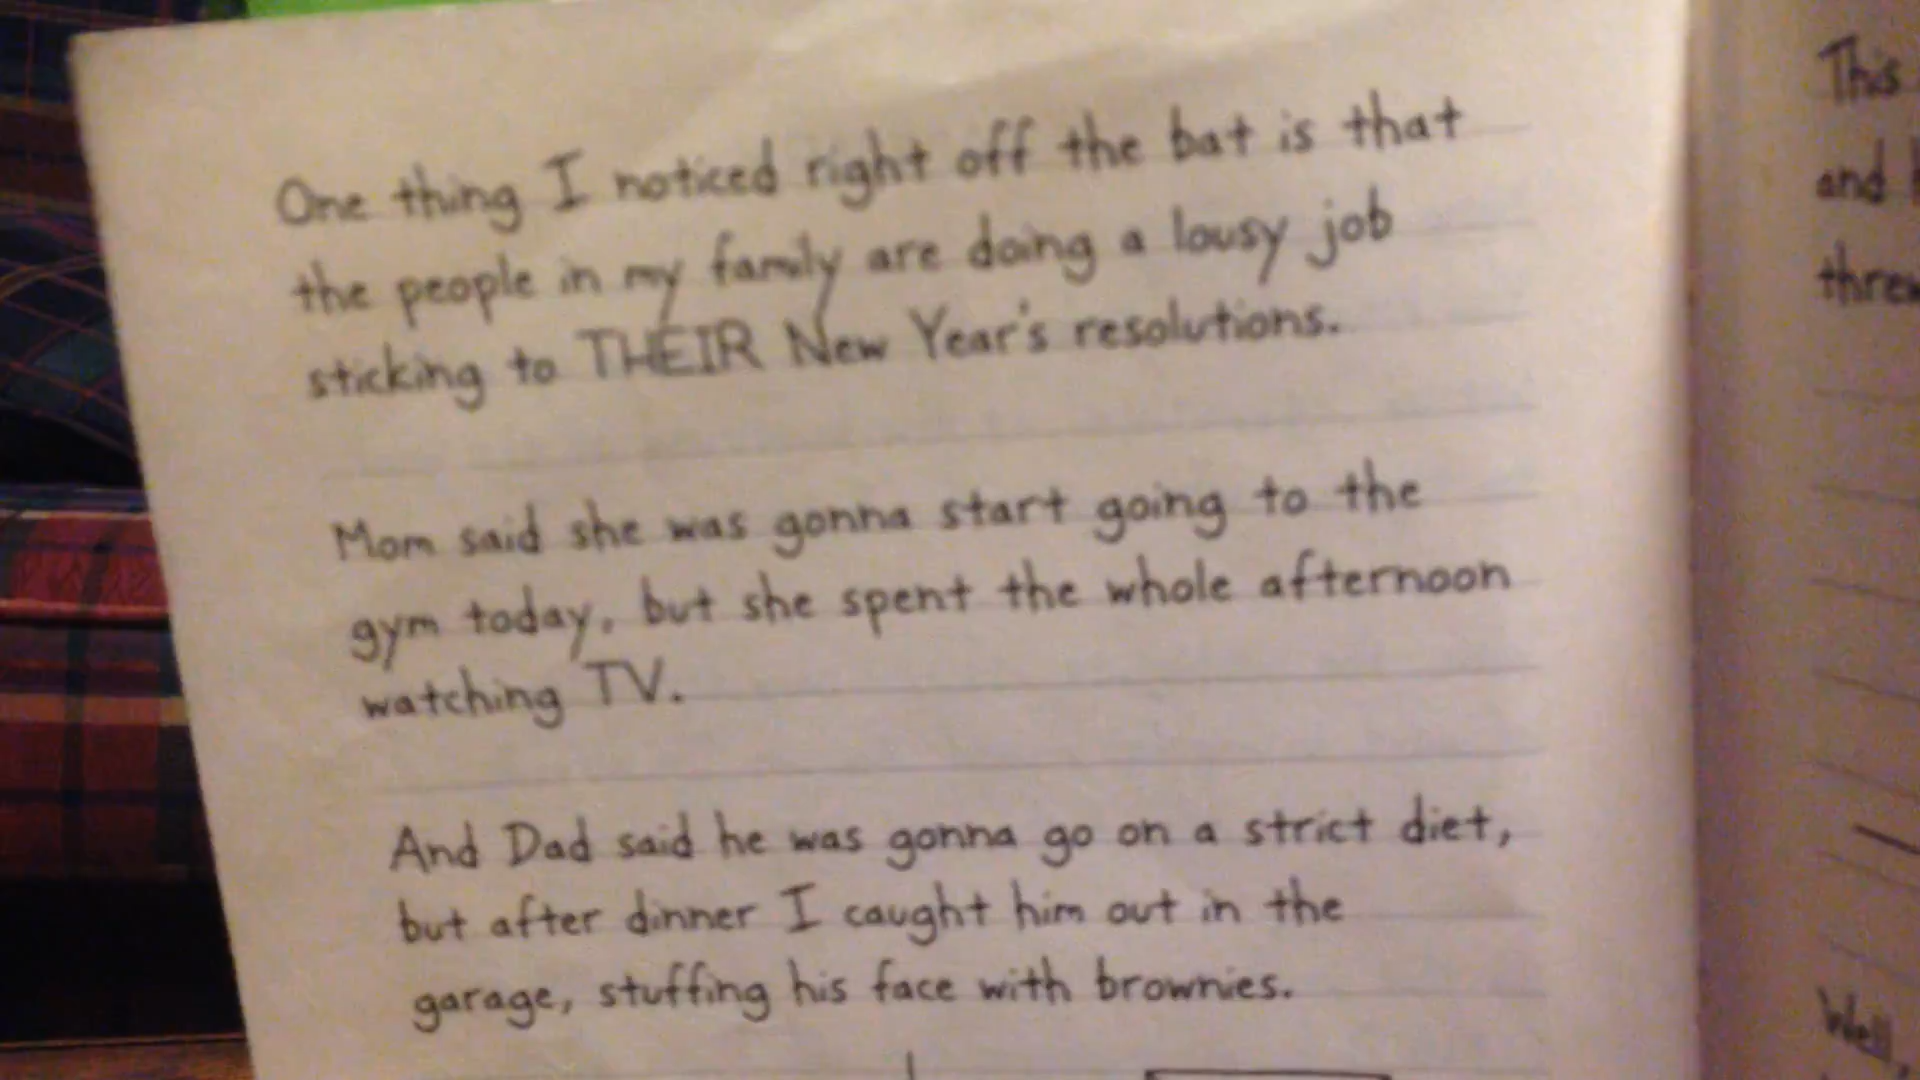 One thing I noticed right off the bat is that
the people in my family are doing a lousy job
sticking to THEIR New Year's resolutions.
Mom said she was gonna start going to the
gym today, but she spent the whole afternoon
watching TV.
And Dad said he was gonna go on a strict diet,
but after dinner I caught him out in the
garage, stuffing his face with brownies.
This
and
Well,